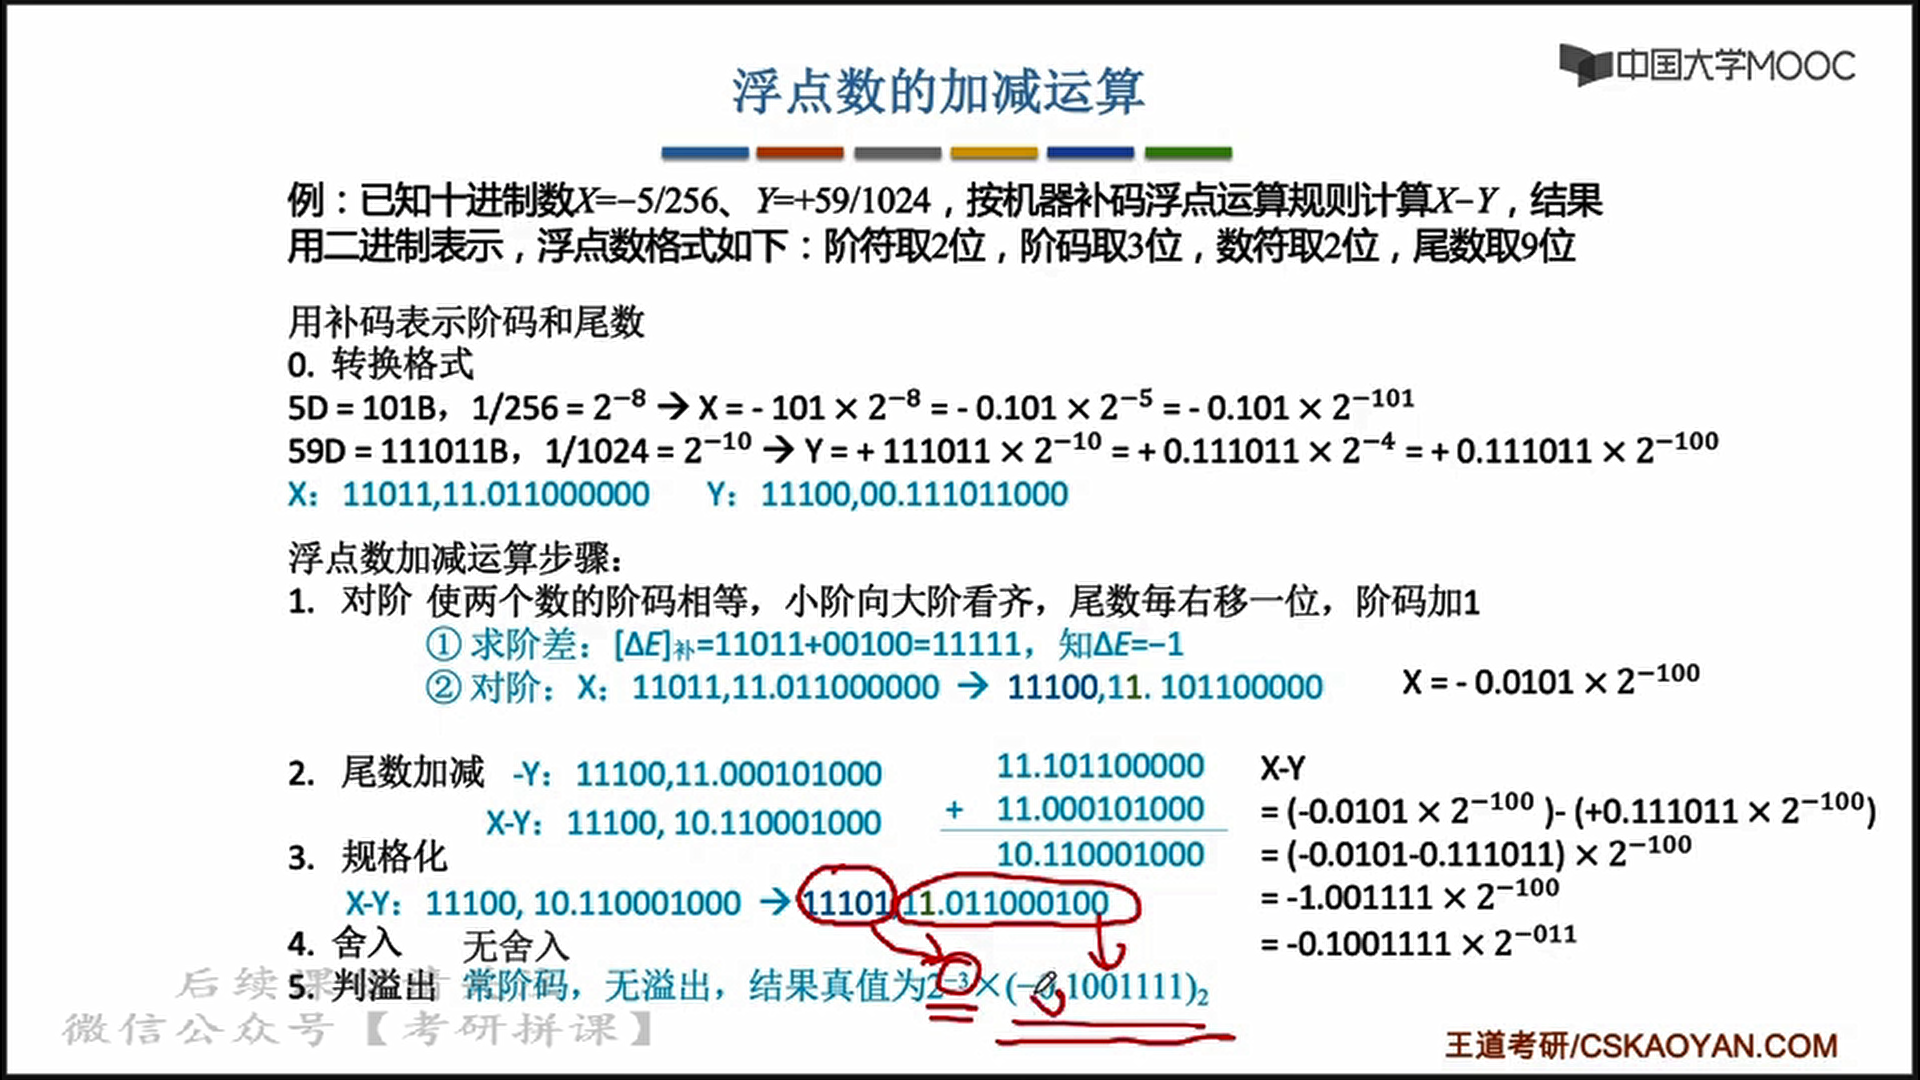 中国大学MOOC
浮点数的加减运算
例：已知十进制数X=−5/256、Y=+59/1024，按机器补码浮点运算规则计算X−Y，结果
用二进制表示，浮点数格式如下：阶符取2位，阶码取3位，数符取2位，尾数取9位
用补码表示阶码和尾数
0. 转换格式
5D = 101B，1/256 = 2⁻⁸ → X = - 101 × 2⁻⁸ = - 0.101 × 2⁻⁵ = - 0.101 × 2⁻¹⁰¹
59D = 111011B，1/1024 = 2⁻¹⁰ → Y = + 111011 × 2⁻¹⁰ = + 0.111011 × 2⁻⁴ = + 0.111011 × 2⁻¹⁰⁰
X：11011,11.011000000 Y：11100,00.111011000
浮点数加减运算步骤：
1. 对阶 使两个数的阶码相等，小阶向大阶看齐，尾数每右移一位，阶码加1
① 求阶差：[ΔE]补=11011+00100=11111，知ΔE=−1
② 对阶：X：11011,11.011000000 → 11100,11. 101100000 X = - 0.0101 × 2⁻¹⁰⁰
2. 尾数加减 -Y：11100,11.000101000
X-Y：11100, 10.110001000
11.101100000
+ 11.000101000
10.110001000
X-Y
= (-0.0101 × 2⁻¹⁰⁰ )- (+0.111011 × 2⁻¹⁰⁰)
= (-0.0101-0.111011) × 2⁻¹⁰⁰
= -1.001111 × 2⁻¹⁰⁰
= -0.1001111 × 2⁻⁰¹¹
3. 规格化
X-Y：11100, 10.110001000 → 11101,11.011000100
4. 舍入 无舍入
5. 判溢出 常阶码，无溢出，结果真值为2⁻³×(−0.1001111)₂
后续课
微信公众号【考研拼课】
王道考研/CSKAOYAN.COM